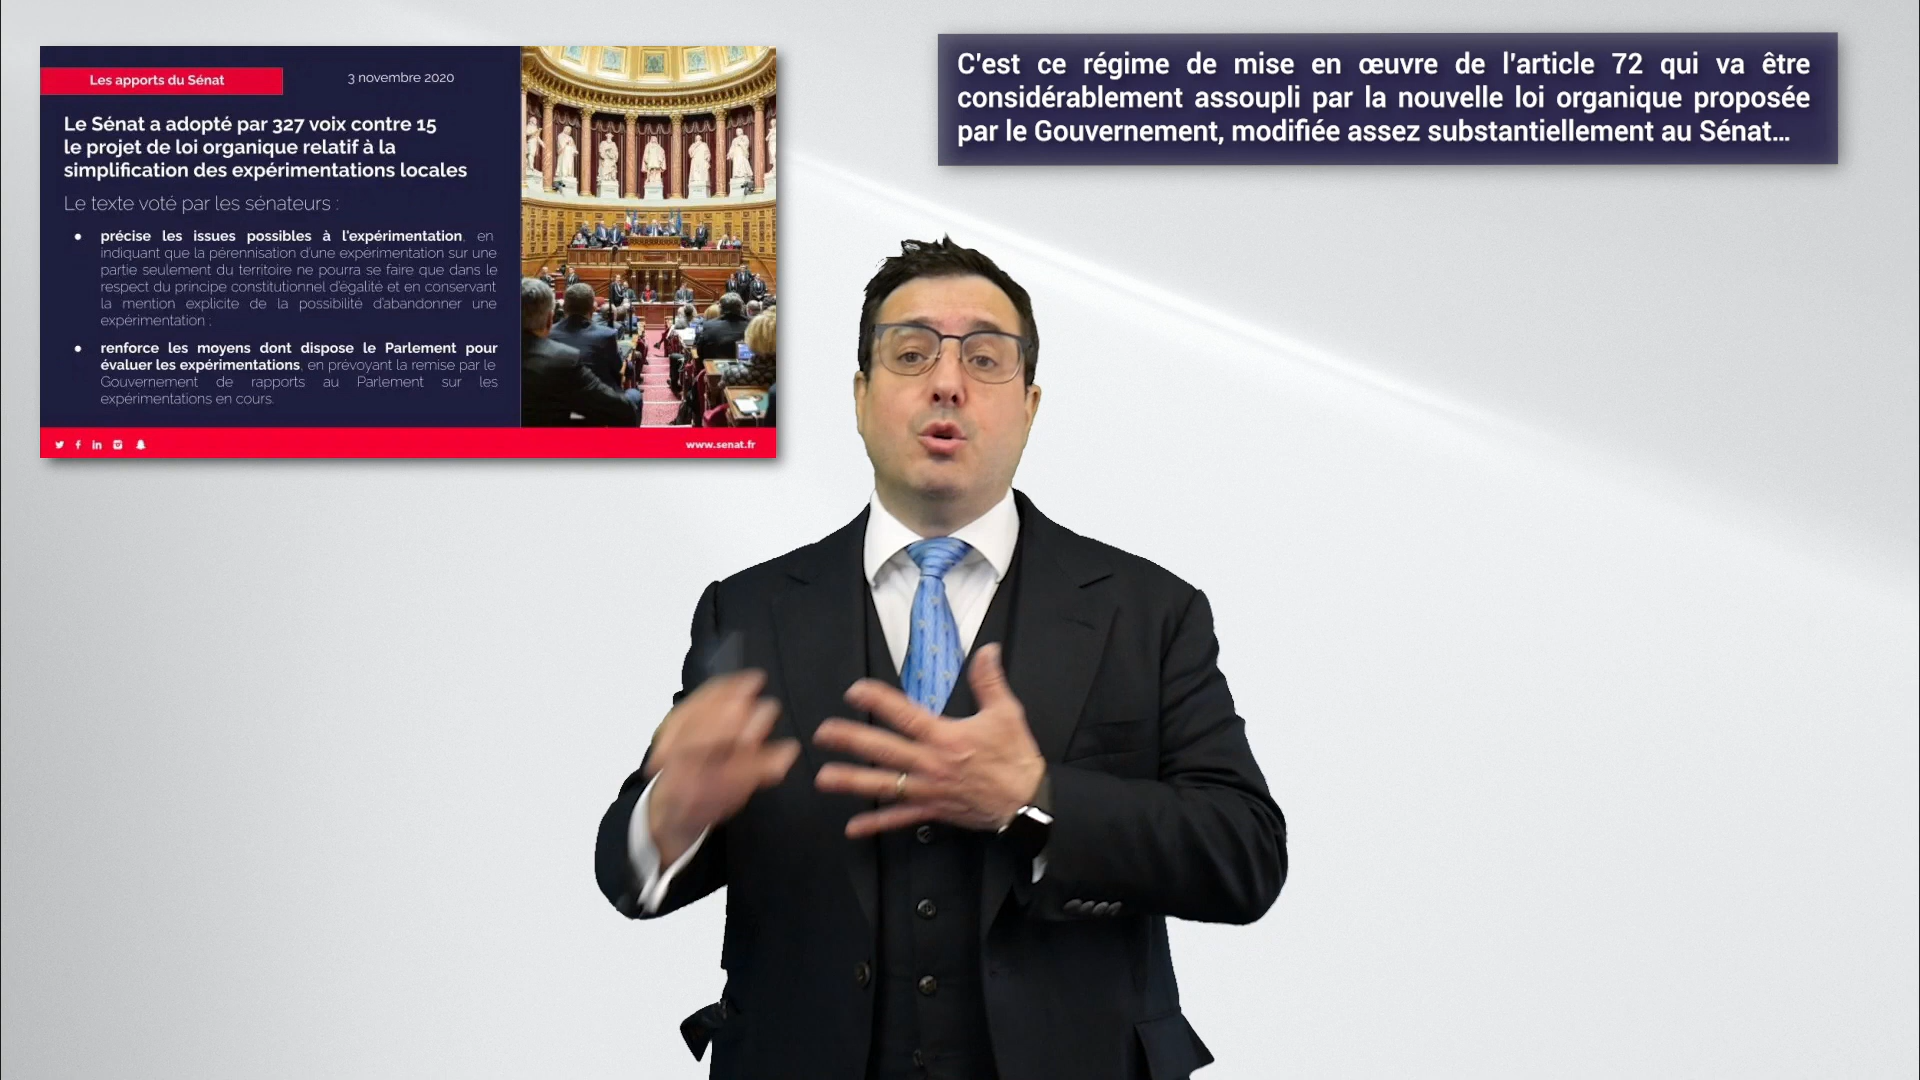 Les apports du Sénat
3 novembre 2020
Le Sénat a adopté par 327 voix contre 15
le projet de loi organique relatif à la
simplification des expérimentations locales
Le texte voté par les sénateurs :
● précise les issues possibles à l'expérimentation, en
indiquant que la pérennisation d'une expérimentation sur une
partie seulement du territoire ne pourra se faire que dans le
respect du principe constitutionnel d'égalité et en conservant
la mention explicite de la possibilité d'abandonner une
expérimentation ;
● renforce les moyens dont dispose le Parlement pour
évaluer les expérimentations, en prévoyant la remise par le
Gouvernement de rapports au Parlement sur les
expérimentations en cours.
www.senat.fr
C'est ce régime de mise en œuvre de l'article 72 qui va être
considérablement assoupli par la nouvelle loi organique proposée
par le Gouvernement, modifiée assez substantiellement au Sénat...